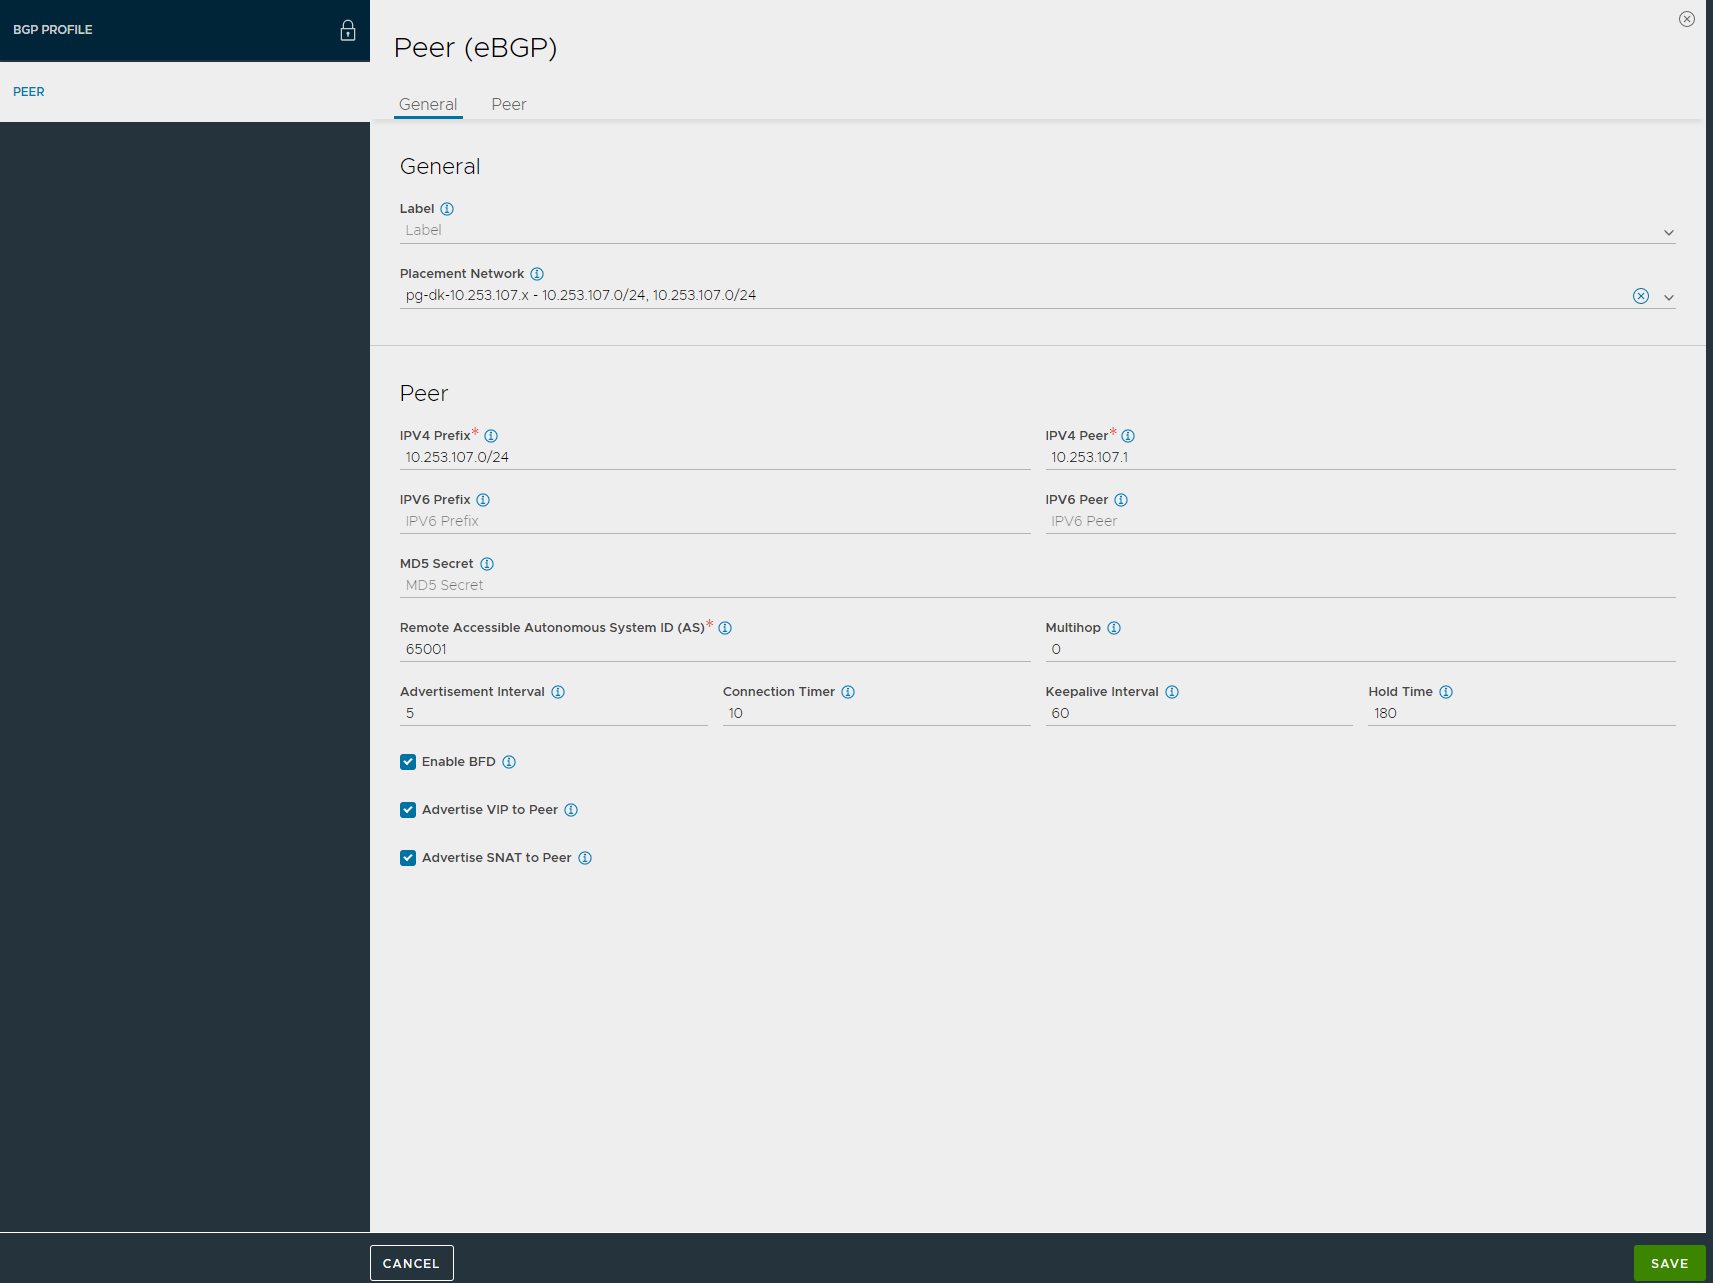 BGP PROFILE
PEER
Peer (eBGP)
General Peer
General
Label
Label
Placement Network
pg-dk-10.253.107.x - 10.253.107.0/24, 10.253.107.0/24
Peer
IPV4 Prefix* IPV4 Peer*
10.253.107.0/24 10.253.107.1
IPV6 Prefix IPV6 Peer
IPV6 Prefix IPV6 Peer
MD5 Secret
MD5 Secret
Remote Accessible Autonomous System ID (AS)* Multihop
65001 0
Advertisement Interval Connection Timer Keepalive Interval Hold Time
5 10 60 180
Enable BFD
Advertise VIP to Peer
Advertise SNAT to Peer
CANCEL SAVE